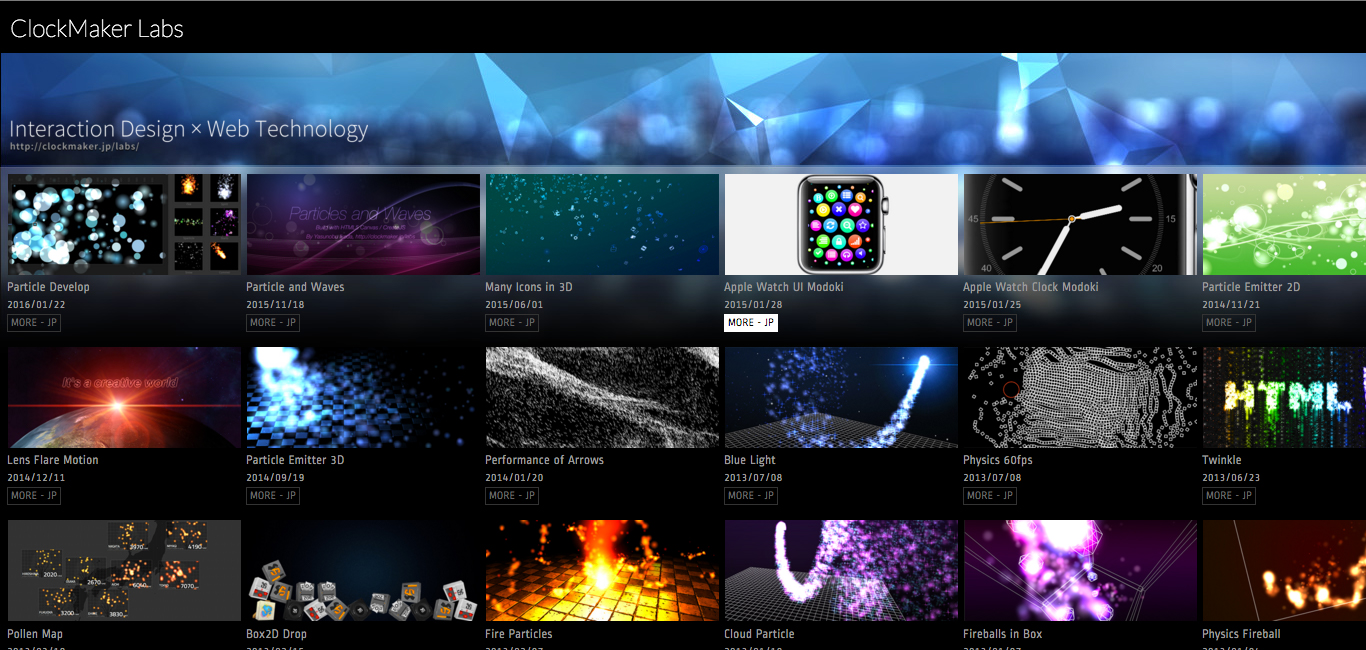 ClockMaker Labs
Interaction Design × Web Technology
http://clockmaker.jp/labs/
Particles and Waves
45
15
40
20
Particle Develop
Particle and Waves
Many Icons in 3D
Apple Watch UI Modoki
Apple Watch Clock Modoki
Particle Emitter 2D
2016/01/22
2015/11/18
2015/06/01
2015/01/28
2015/01/25
2014/11/21
MORE - JP
MORE - JP
MORE - JP
MORE - JP
MORE - JP
MORE - JP
It's a creative world
HTML
Lens Flare Motion
Particle Emitter 3D
Performance of Arrows
Blue Light
Physics 60fps
Twinkle
2014/12/11
2014/09/19
2014/01/20
2013/07/08
2013/07/08
2013/06/23
MORE - JP
MORE - JP
MORE - JP
MORE - JP
MORE - JP
MORE - JP
2020
2670
4190
7070
3200
3830
Pollen Map
Box2D Drop
Fire Particles
Cloud Particle
Fireballs in Box
Physics Fireball